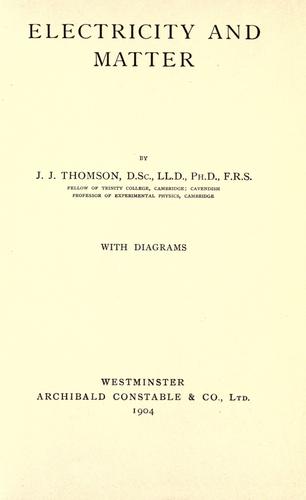 ELECTRICITY AND
MATTER
BY
J. J. THOMSON, D.Sc., LL.D., Ph.D., F.R.S.
FELLOW OF TRINITY COLLEGE, CAMBRIDGE; CAVENDISH
PROFESSOR OF EXPERIMENTAL PHYSICS, CAMBRIDGE
WITH DIAGRAMS
WESTMINSTER
ARCHIBALD CONSTABLE & CO., Ltd.
1904